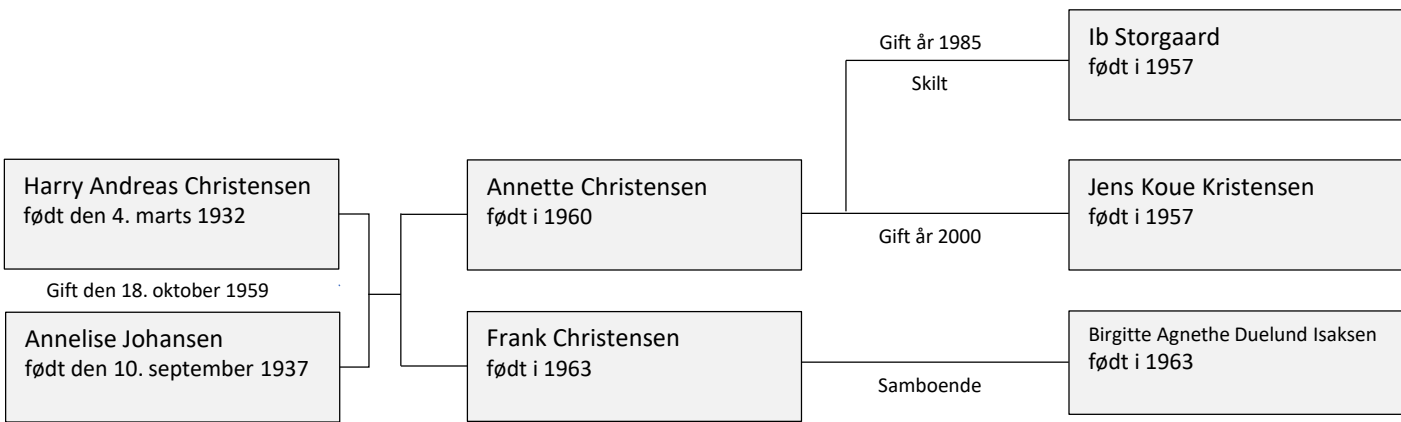 Harry Andreas Christensen
født den 4. marts 1932
Gift den 18. oktober 1959
Annelise Johansen
født den 10. september 1937
Annette Christensen
født i 1960
Frank Christensen
født i 1963
Gift år 1985
Skilt
Gift år 2000
Samboende
Ib Storgaard
født i 1957
Jens Koue Kristensen
født i 1957
Birgitte Agnethe Duelund Isaksen
født i 1963